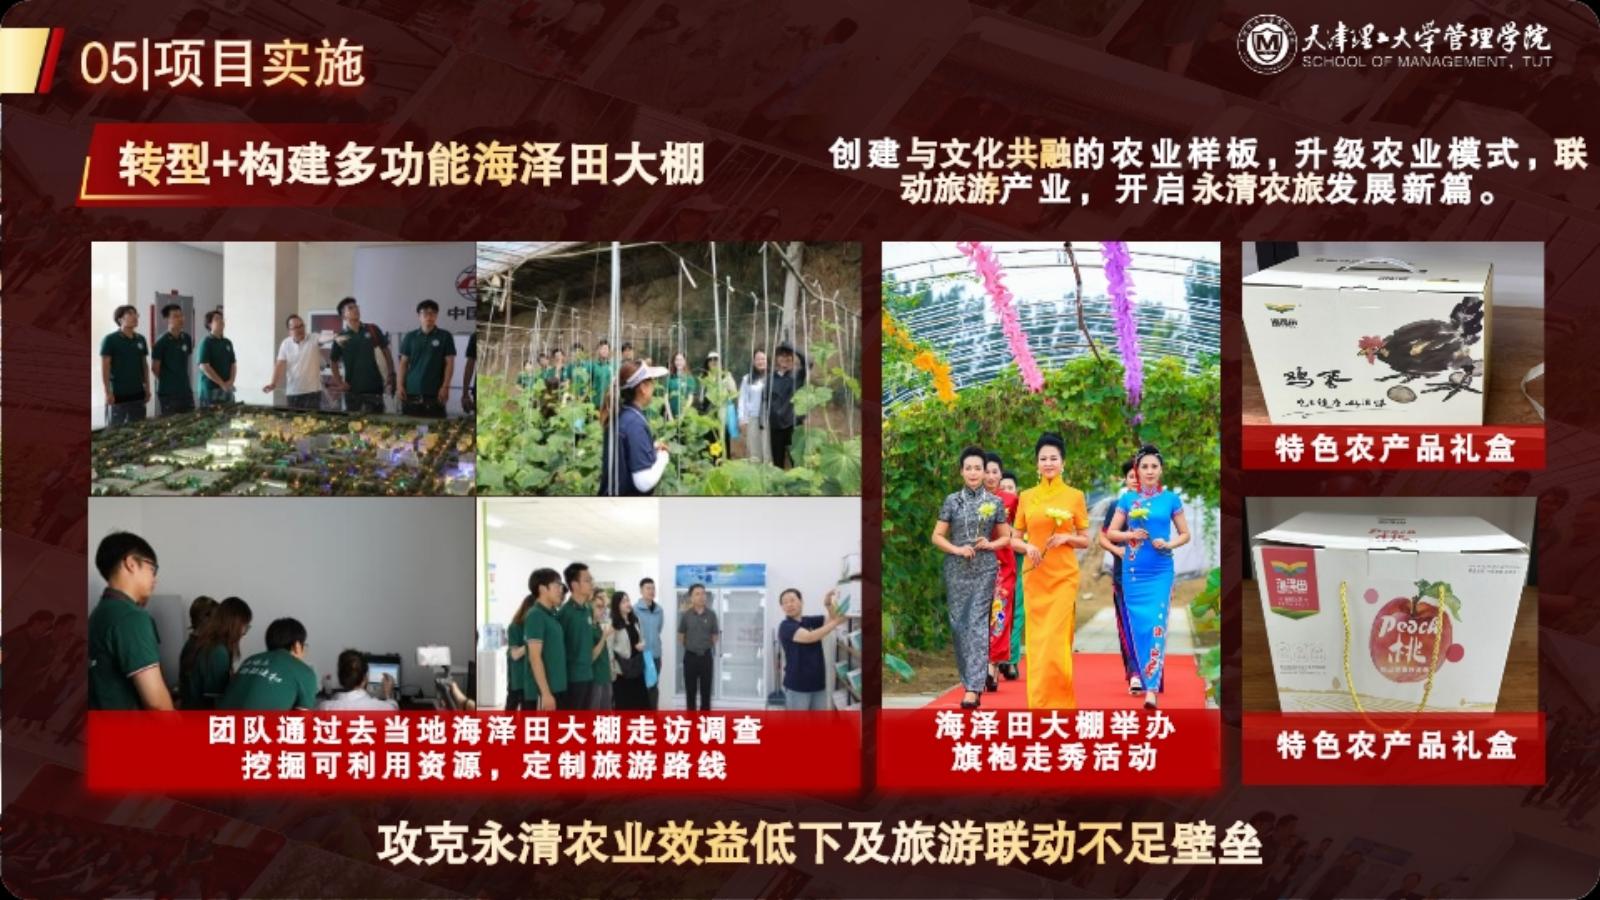 05|项目实施
天津理工大学管理学院
SCHOOL OF MANAGEMENT, TUT
转型+构建多功能海泽田大棚
创建与文化共融的农业样板，升级农业模式，联
动旅游产业，开启永清农旅发展新篇。
中国
海泽田
鸡蛋
特色农产品礼盒
海泽田
Peach
桃
特色农产品礼盒
团队通过去当地海泽田大棚走访调查
挖掘可利用资源，定制旅游路线
海泽田大棚举办
旗袍走秀活动
攻克永清农业效益低下及旅游联动不足壁垒